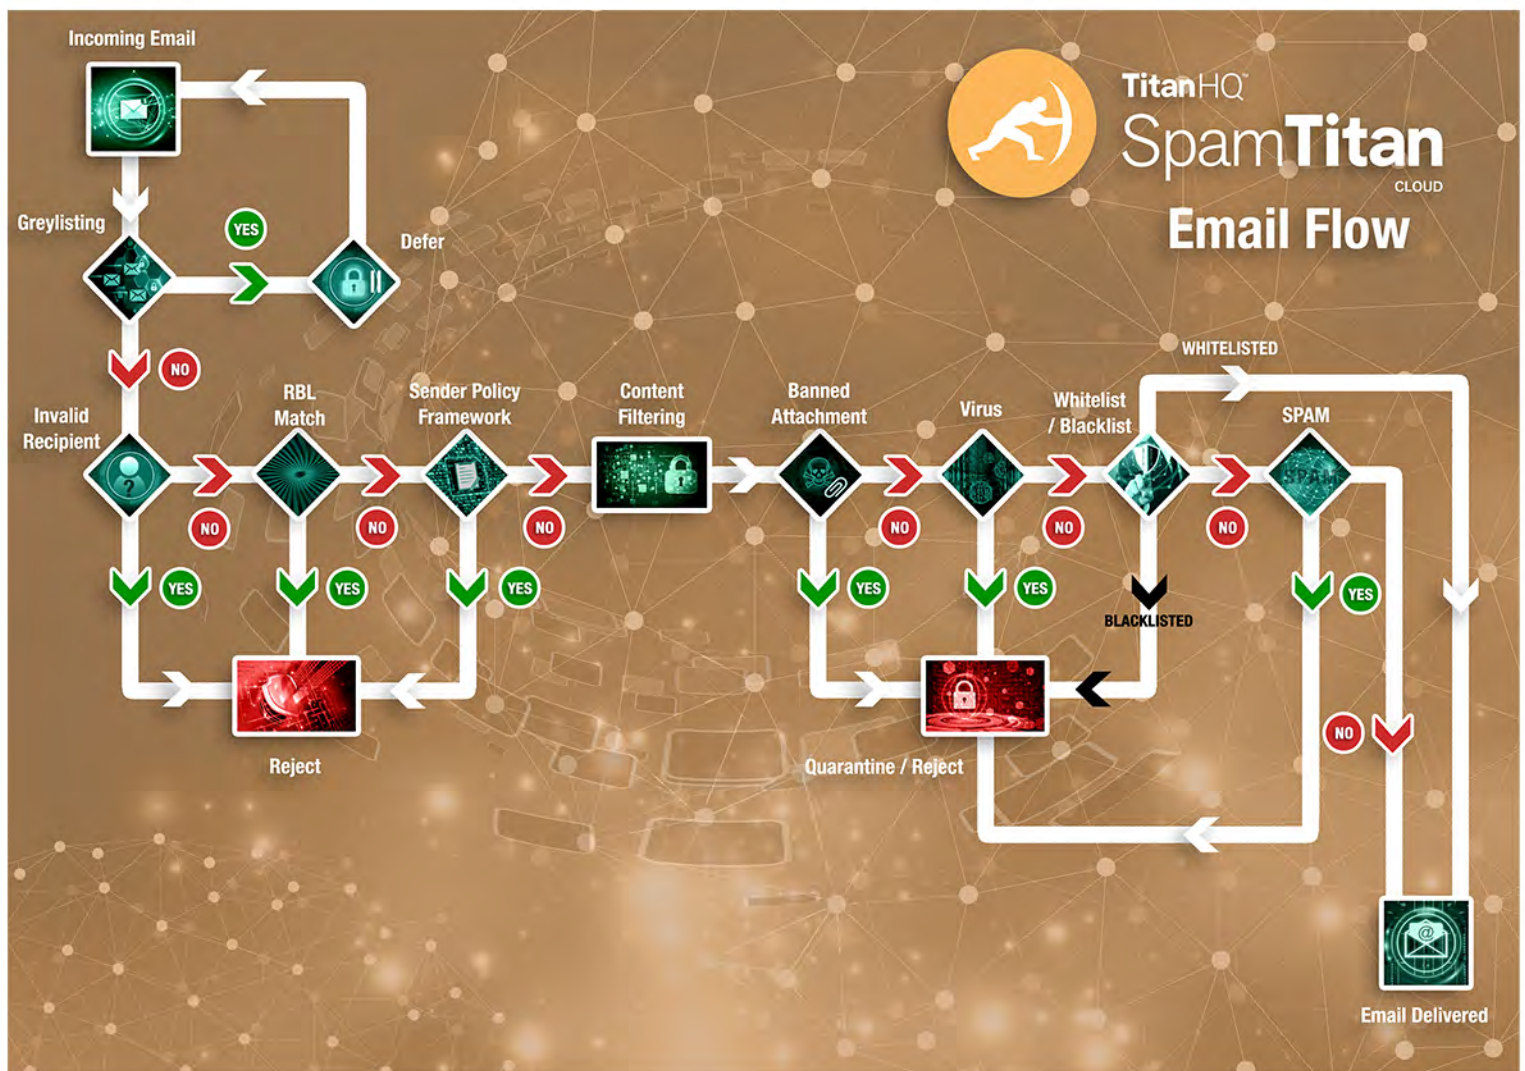 Incoming Email
TitanHQ™
SpamTitan
CLOUD
Email Flow
Greylisting
YES
Defer
NO
WHITELISTED
Invalid
Recipient
RBL
Match
Sender Policy
Framework
Content
Filtering
Banned
Attachment
Virus
Whitelist
/ Blacklist
SPAM
?
SPAM
NO
NO
NO
NO
NO
NO
YES
YES
YES
YES
YES
BLACKLISTED
YES
NO
Reject
Quarantine / Reject
@
Email Delivered